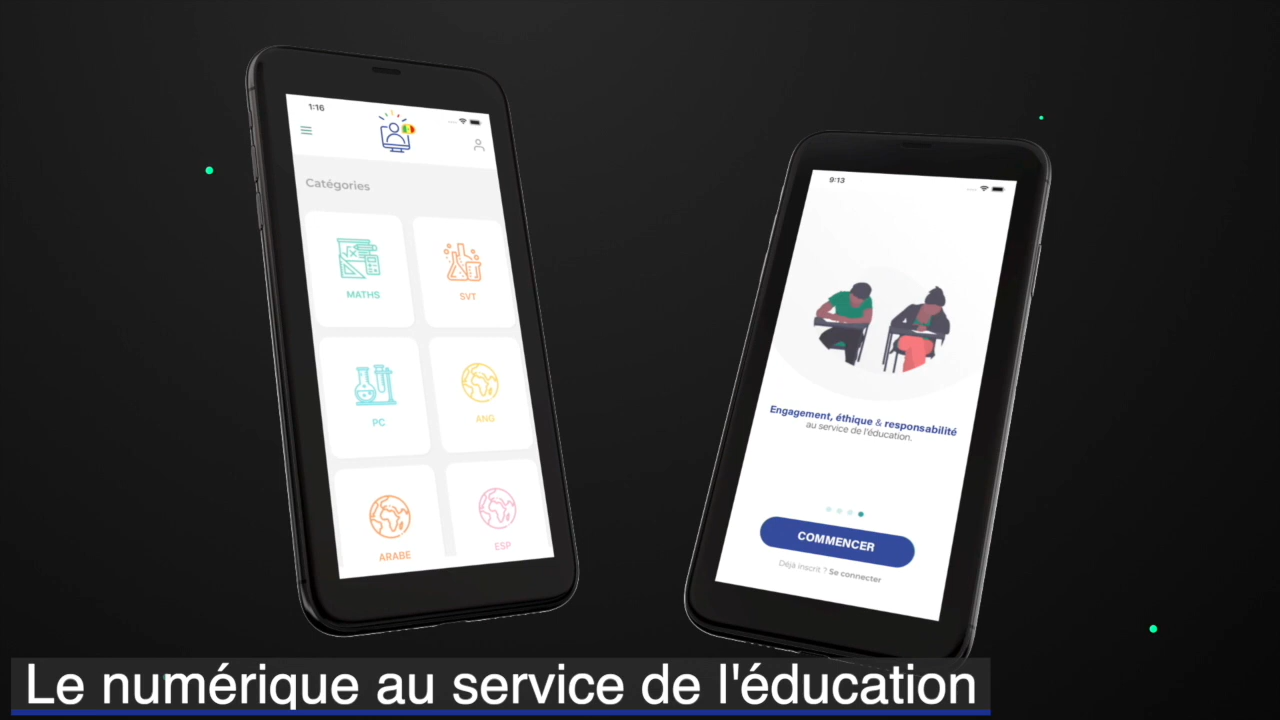 1:16
Catégories
MATHS
SVT
PC
ANG
ARABE
ESP
9:13
Engagement, éthique & responsabilité
au service de l'éducation.
COMMENCER
Déjà inscrit ? Se connecter
Le numérique au service de l'éducation